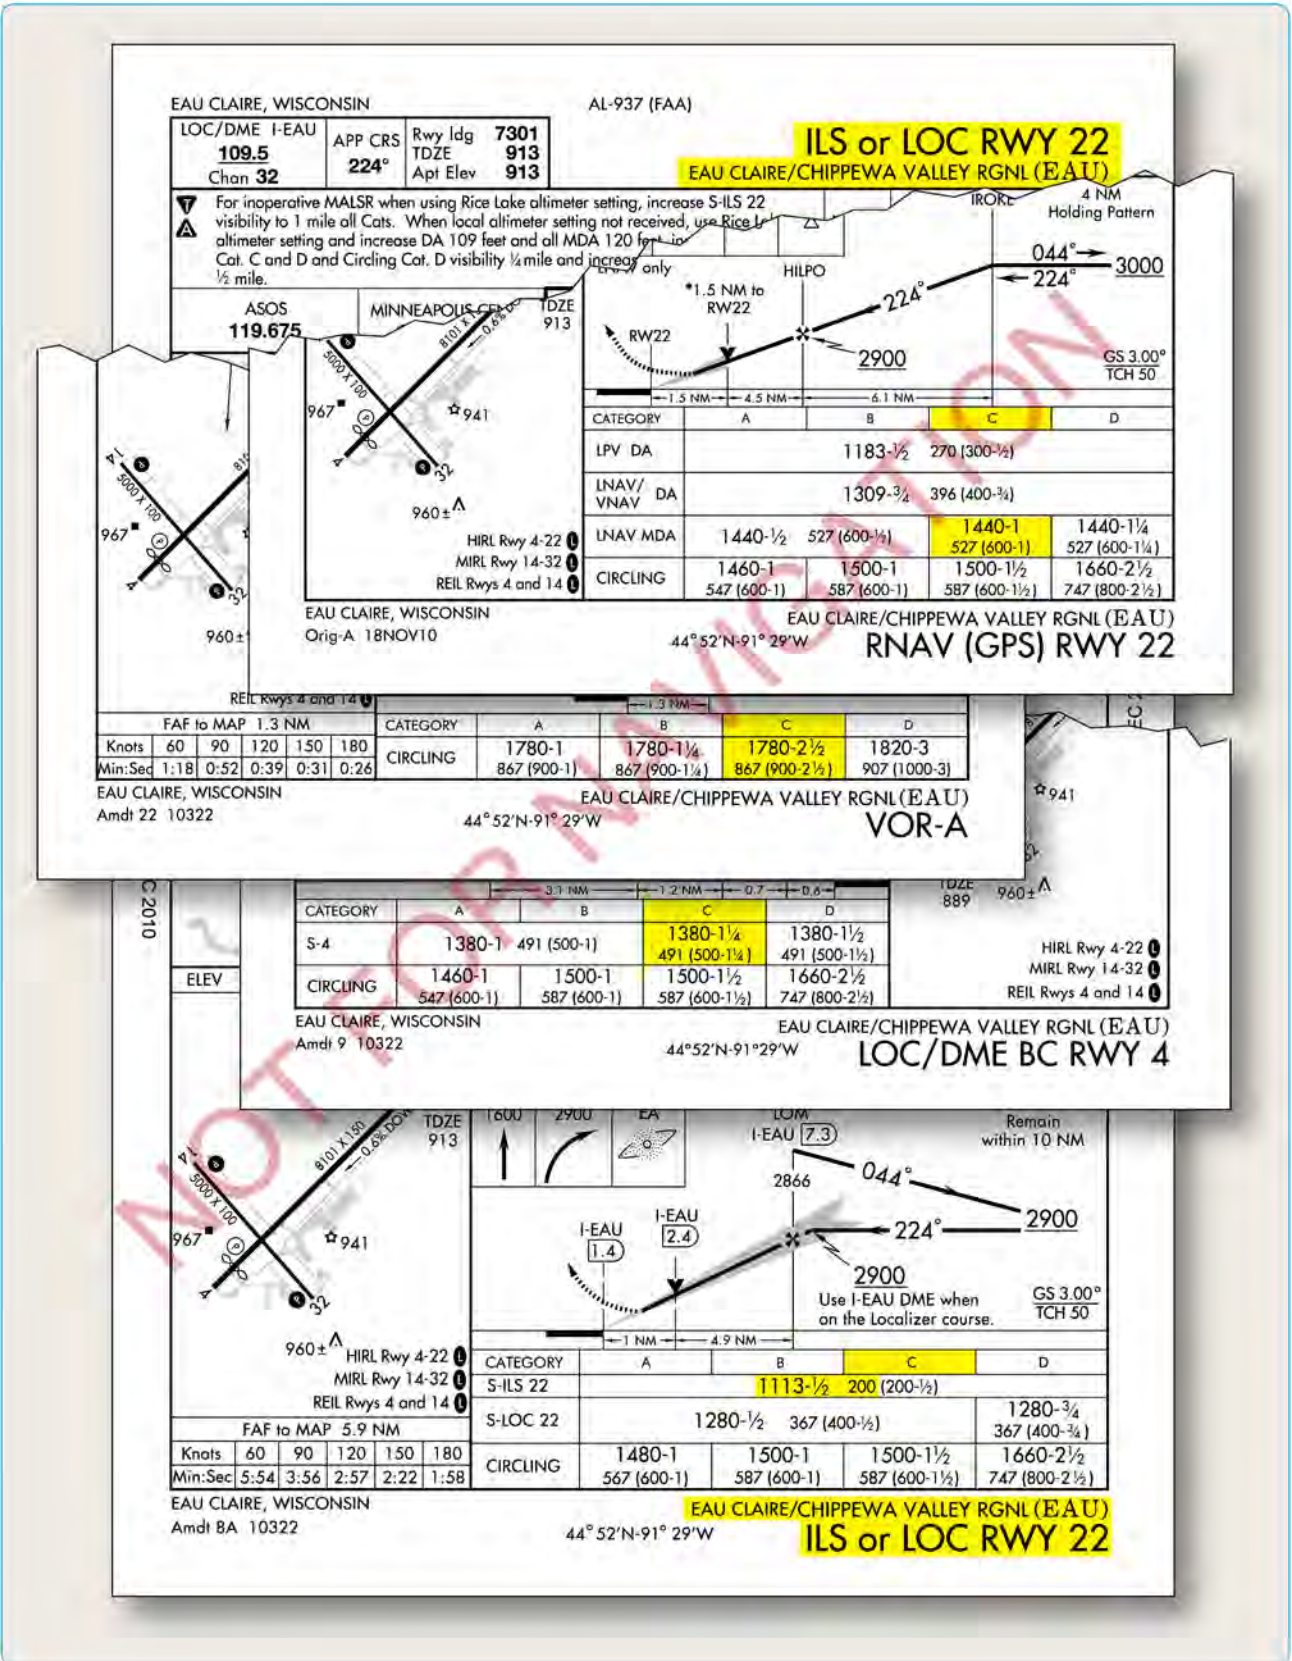 EAU CLAIRE, WISCONSIN
AL-937 (FAA)
LOC/DME I-EAU
109.5
Chan 32
APP CRS
224°
Rwy ldg 7301
TDZE 913
Apt Elev 913
ILS or LOC RWY 22
EAU CLAIRE/CHIPPEWA VALLEY RGNL (EAU)
T
A
For inoperative MALSR when using Rice Lake altimeter setting, increase S-ILS 22
visibility to 1 mile all Cats. When local altimeter setting not received, use Rice
altimeter setting and increase DA 109 feet and all MDA 120
Cat. C and D and Circling Cat. D visibility ¼ mile and
½ mile.
ASOS
119.675
MINNEAPOLIS
TDZE
913
5000 X 100
0.6%
967
P
941
4
32
960±
HIRL Rwy 4-22 L
MIRL Rwy 14-32 L
REIL Rwys 4 and 14 L
only
*1.5 NM to
RW22
HILPO
4 NM
Holding Pattern
044°
224°
3000
224°
RW22
2900
GS 3.00°
TCH 50
1.5 NM 4.5 NM 6.1 NM
CATEGORY A B C D
LPV DA 1183-½ 270 (300-½)
LNAV/
VNAV DA 1309-¾ 396 (400-¾)
LNAV MDA 1440-½ 527 (600-½) 1440-1 1440-1¼
527 (600-1) 527 (600-1¼)
CIRCLING 1460-1 1500-1 1500-1½ 1660-2½
547 (600-1) 587 (600-1) 587 (600-1½) 747 (800-2½)
EAU CLAIRE, WISCONSIN
Orig-A 18NOV10
44°52'N-91°29'W
EAU CLAIRE/CHIPPEWA VALLEY RGNL (EAU)
RNAV (GPS) RWY 22
14
5000 X 100
967
P
4
32
960±
REIL Rwys 4 and 14 L
1.3 NM
FAF to MAP 1.3 NM
Knots 60 90 120 150 180
Min:Sec 1:18 0:52 0:39 0:31 0:26
CATEGORY A B C D
CIRCLING 1780-1 1780-1¼ 1780-2½ 1820-3
867 (900-1) 867 (900-1¼) 867 (900-2½) 907 (1000-3)
EAU CLAIRE, WISCONSIN
Amdt 22 10322
44°52'N-91°29'W
EAU CLAIRE/CHIPPEWA VALLEY RGNL (EAU)
VOR-A
941
TDZE
889
960±
3.1 NM 1.2 NM 0.7 0.6
CATEGORY A B C D
S-4 1380-1 491 (500-1) 1380-1¼ 1380-1½
491 (500-1¼) 491 (500-1½)
CIRCLING 1460-1 1500-1 1500-1½ 1660-2½
547 (600-1) 587 (600-1) 587 (600-1½) 747 (800-2½)
HIRL Rwy 4-22 L
MIRL Rwy 14-32 L
REIL Rwys 4 and 14 L
EAU CLAIRE, WISCONSIN
Amdt 9 10322
44°52'N-91°29'W
EAU CLAIRE/CHIPPEWA VALLEY RGNL (EAU)
LOC/DME BC RWY 4
C 2010
ELEV
TDZE
913
8101 X 150
0.6% DOWN
5000 X 100
967
P
941
4
32
960±
HIRL Rwy 4-22 L
MIRL Rwy 14-32 L
REIL Rwys 4 and 14 L
1600
2900
EA
LOM
I-EAU 7.3
Remain
within 10 NM
2866
044°
2900
224°
I-EAU
1.4
I-EAU
2.4
2900
Use I-EAU DME when
on the Localizer course.
GS 3.00°
TCH 50
1 NM 4.9 NM
CATEGORY A B C D
S-ILS 22 1113-½ 200 (200-½)
S-LOC 22 1280-½ 367 (400-½) 1280-¾
367 (400-¾)
CIRCLING 1480-1 1500-1 1500-1½ 1660-2½
567 (600-1) 587 (600-1) 587 (600-1½) 747 (800-2½)
FAF to MAP 5.9 NM
Knots 60 90 120 150 180
Min:Sec 5:54 3:56 2:57 2:22 1:58
EAU CLAIRE, WISCONSIN
Amdt 8A 10322
44°52'N-91°29'W
EAU CLAIRE/CHIPPEWA VALLEY RGNL (EAU)
ILS or LOC RWY 22
NOT FOR NAVIGATION